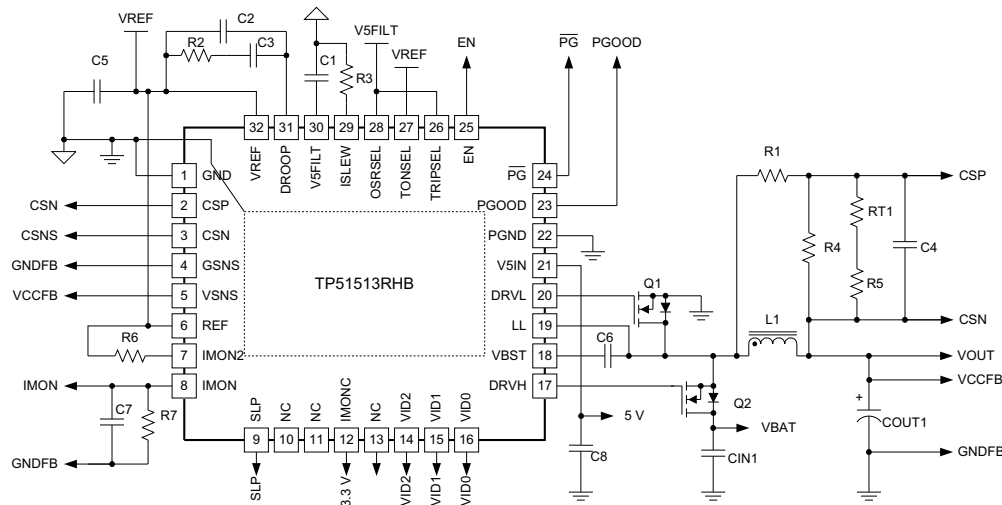 VREF
C2
R2
C3
C5
C1
R3
V5FILT
VREF
EN
PG
PGOOD
32
31
30
29
28
27
26
25
VREF
DROOP
V5FILT
ISLEW
OSRSEL
TONSEL
TRIPSEL
EN
1
GND
CSN
2
CSP
CSNS
3
CSN
GNDFB
4
GSNS
VCCFB
5
VSNS
6
REF
R6
7
IMON2
IMON
8
IMON
C7
R7
GNDFB
TP51513RHB
PG
24
PGOOD
23
PGND
22
V5IN
21
DRVL
20
LL
19
VBST
18
DRVH
17
SLP
NC
NC
IMONC
NC
VID2
VID1
VID0
9
10
11
12
13
14
15
16
SLP
3.3 V
VID2
VID1
VID0
Q1
C6
Q2
5 V
C8
VBAT
CIN1
R1
CSP
RT1
R4
C4
R5
CSN
L1
VOUT
VCCFB
+
COUT1
GNDFB